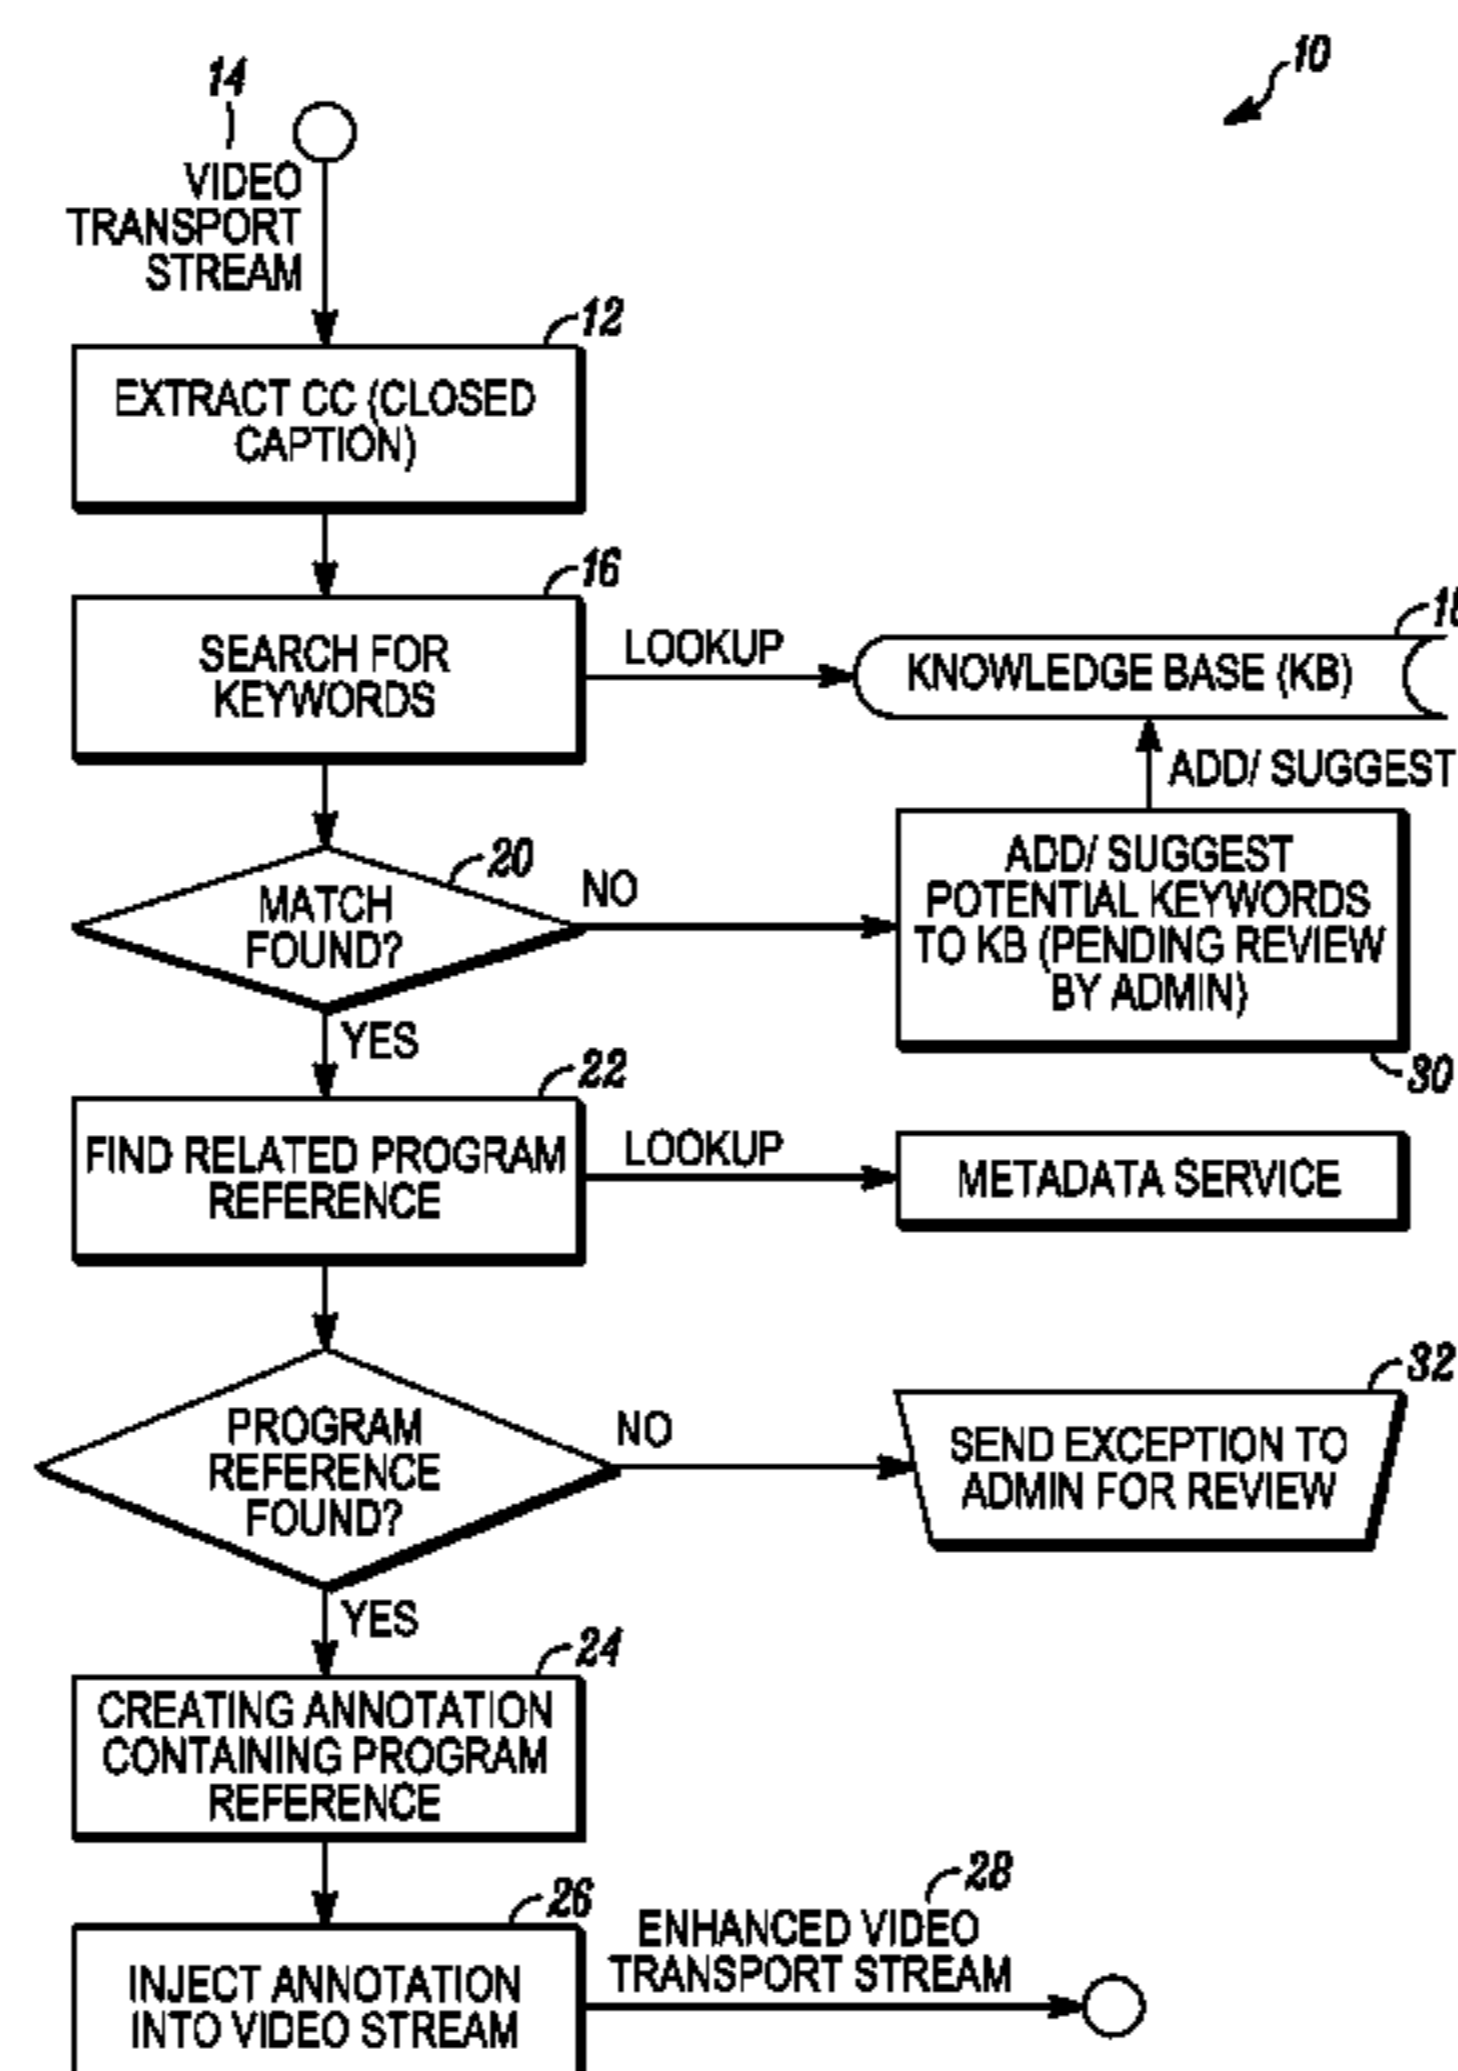 10
14
VIDEO
TRANSPORT
STREAM
12
EXTRACT CC (CLOSED
CAPTION)
16
SEARCH FOR
KEYWORDS
LOOKUP
KNOWLEDGE BASE (KB)
ADD/ SUGGEST
20
MATCH
FOUND?
NO
ADD/ SUGGEST
POTENTIAL KEYWORDS
TO KB (PENDING REVIEW
BY ADMIN)
30
YES
22
FIND RELATED PROGRAM
REFERENCE
LOOKUP
METADATA SERVICE
PROGRAM
REFERENCE
FOUND?
NO
32
SEND EXCEPTION TO
ADMIN FOR REVIEW
YES
24
CREATING ANNOTATION
CONTAINING PROGRAM
REFERENCE
26
INJECT ANNOTATION
INTO VIDEO STREAM
28
ENHANCED VIDEO
TRANSPORT STREAM